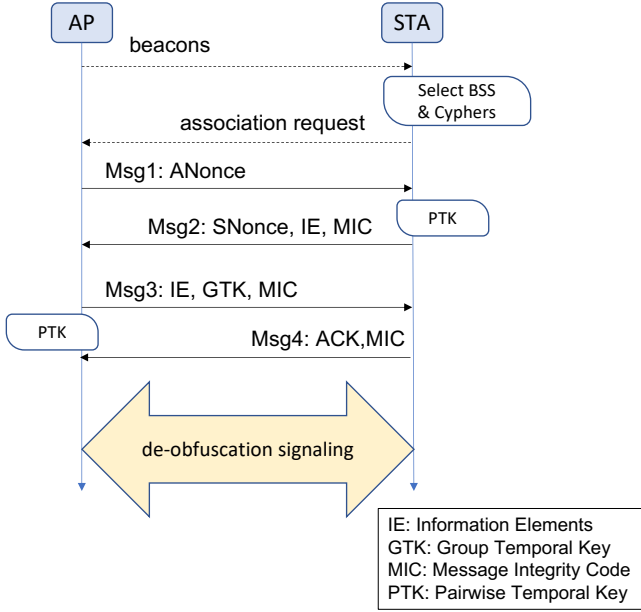 AP
STA
beacons
Select BSS
& Cyphers
association request
Msg1: ANonce
PTK
Msg2: SNonce, IE, MIC
Msg3: IE, GTK, MIC
PTK
Msg4: ACK,MIC
de-obfuscation signaling
IE: Information Elements
GTK: Group Temporal Key
MIC: Message Integrity Code
PTK: Pairwise Temporal Key